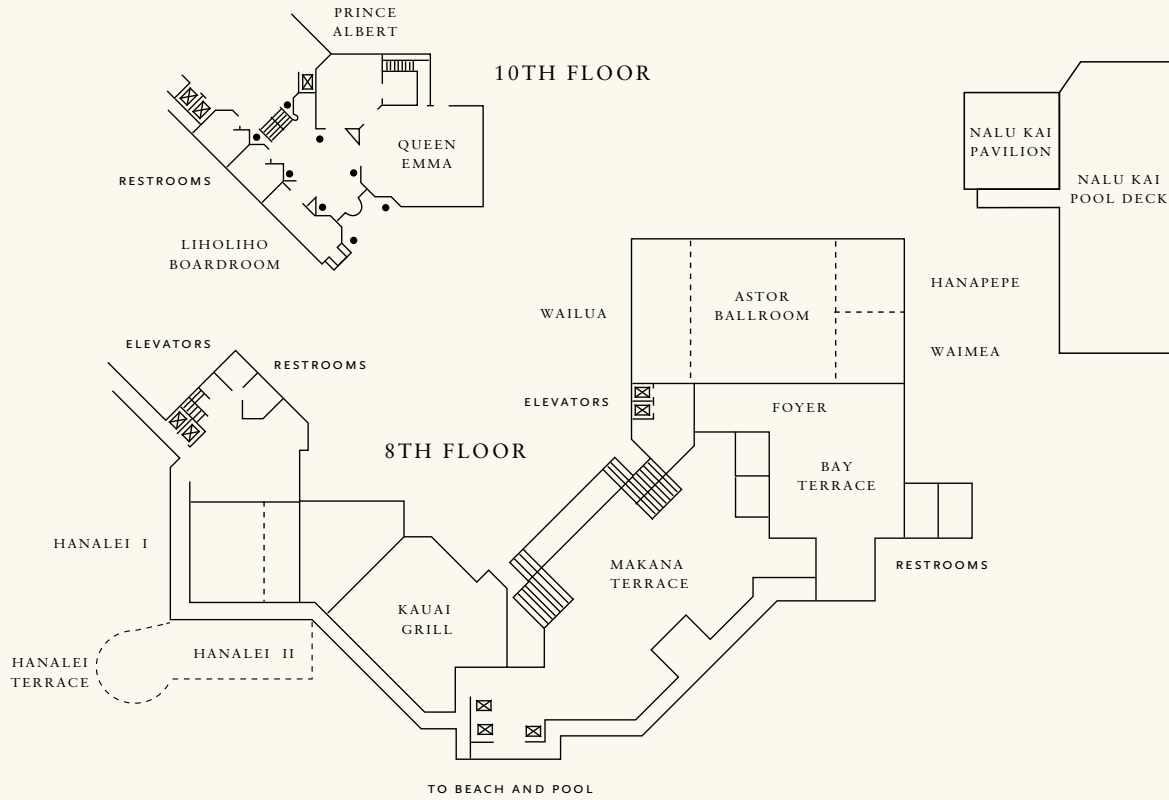 PRINCE
ALBERT
10TH FLOOR
QUEEN
EMMA
RESTROOMS
LIHOLIHO
BOARDROOM
NALU KAI
PAVILION
NALU KAI
POOL DECK
WAILUA
ASTOR
BALLROOM
HANAPEPE
WAIMEA
ELEVATORS
RESTROOMS
ELEVATORS
FOYER
8TH FLOOR
BAY
TERRACE
HANALEI I
MAKANA
TERRACE
RESTROOMS
KAUAI
GRILL
HANALEI II
HANALEI
TERRACE
TO BEACH AND POOL